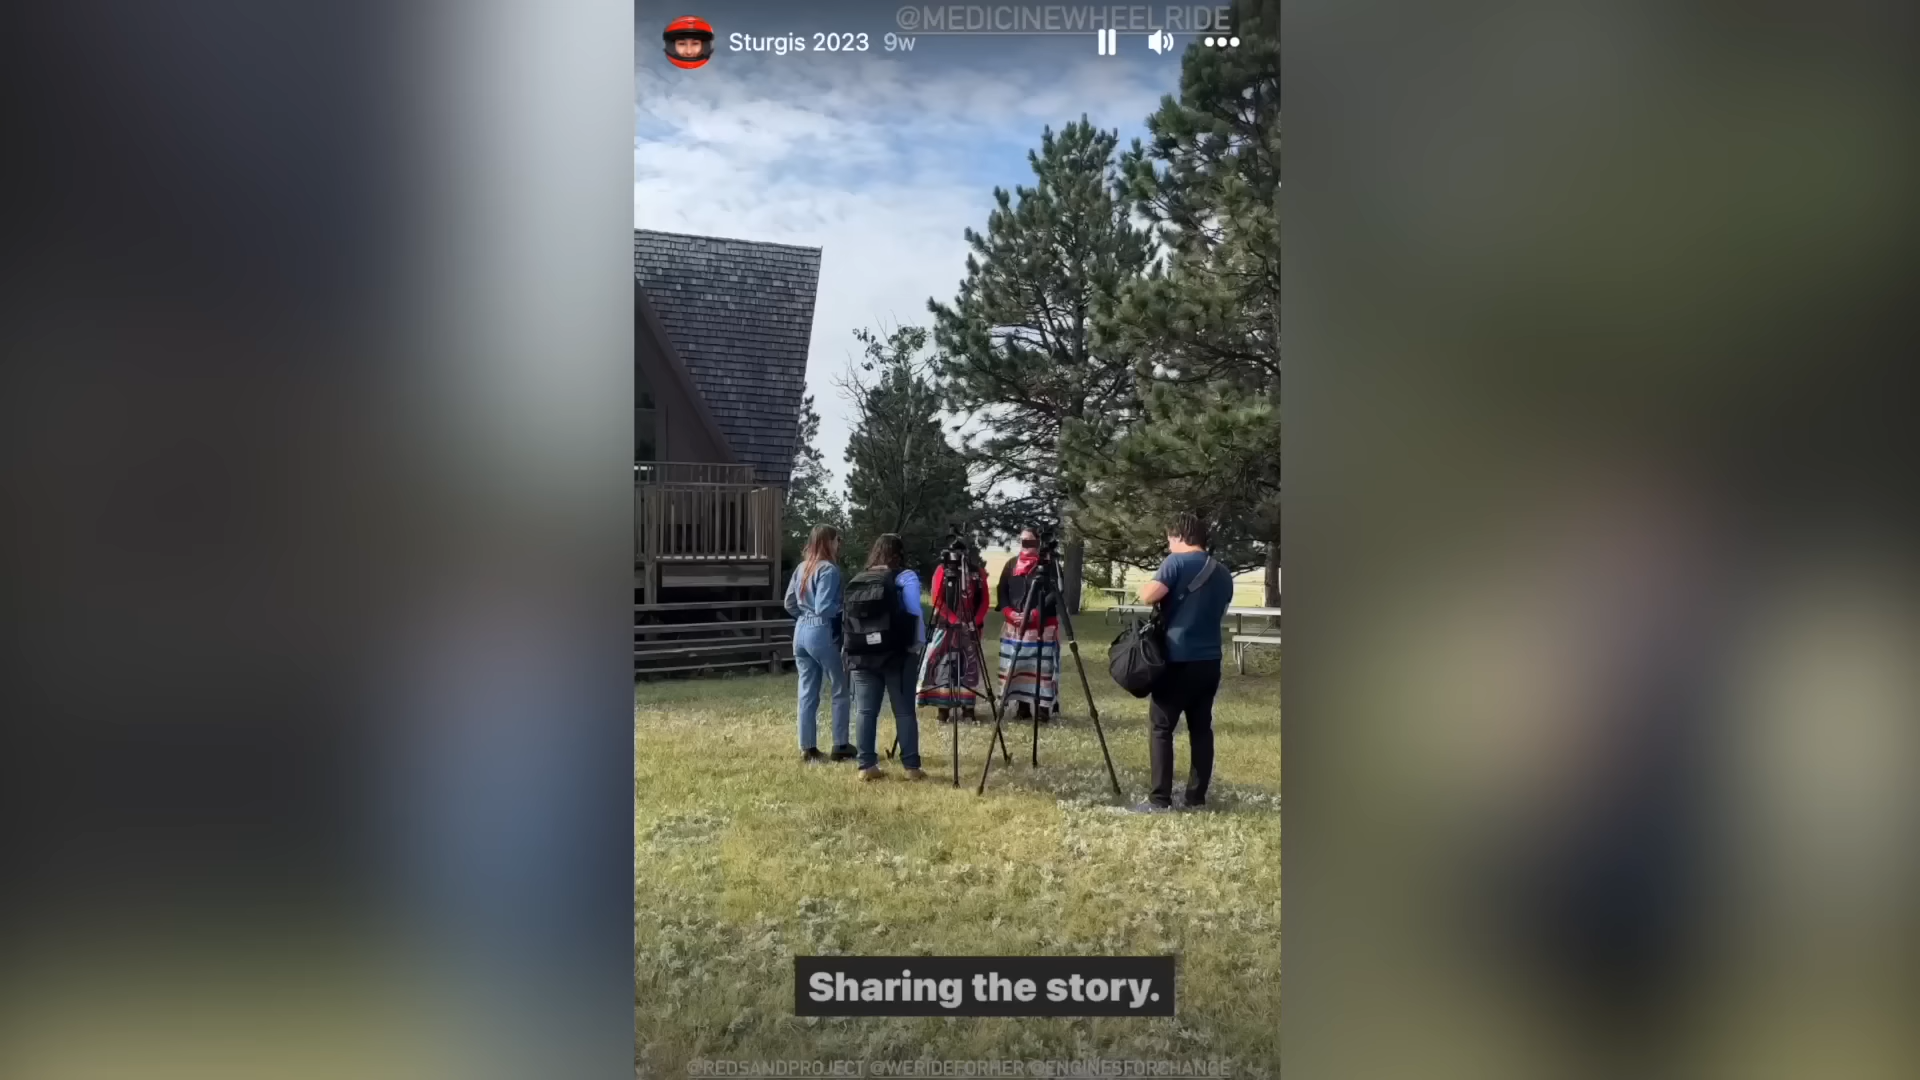 @MEDICINEWHEELRIDE
Sturgis 2023 9w
Sharing the story.
@REDSANDPROJECT @WERIDEFORHER @ENGINESFORCHANGE